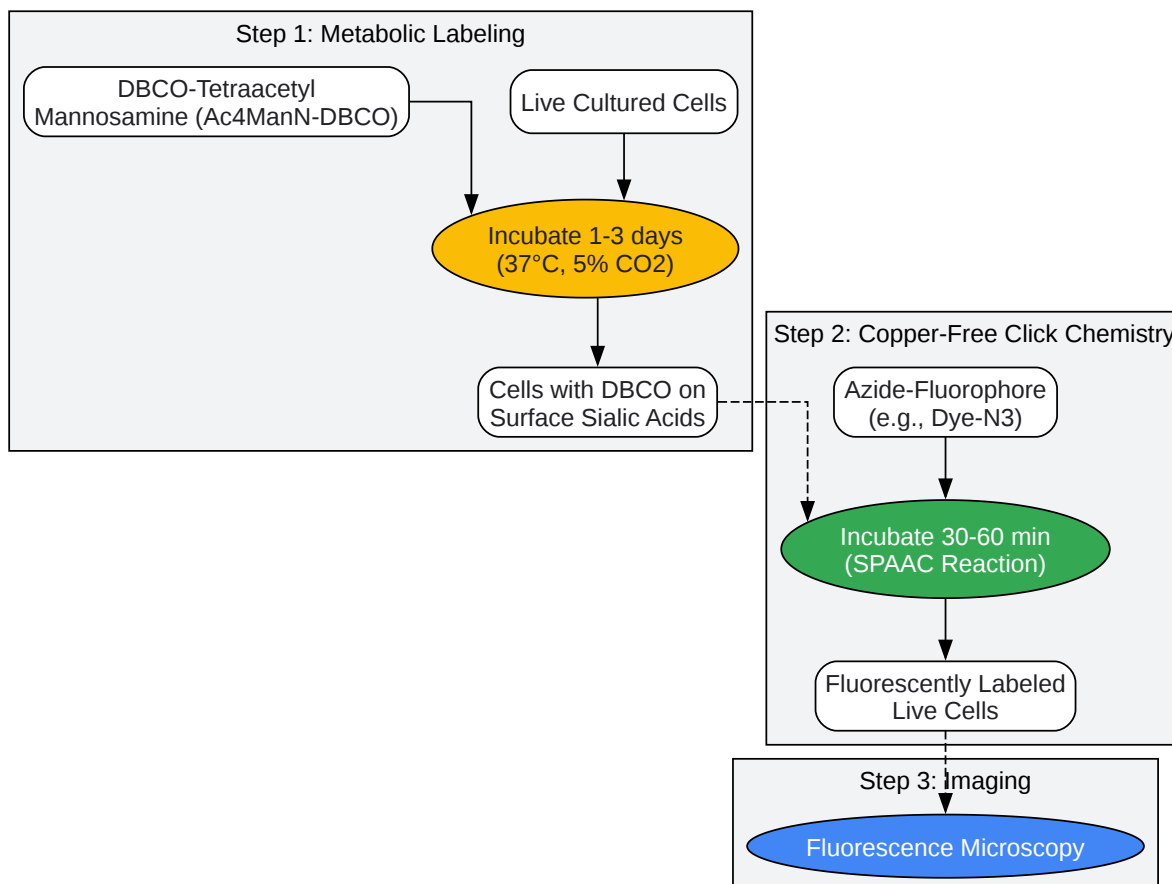 Step 1: Metabolic Labeling
DBCO-Tetraacetyl
Mannosamine (Ac4ManN-DBCO)
Live Cultured Cells
Incubate 1-3 days
(37°C, 5% CO2)
Cells with DBCO on
Surface Sialic Acids
Step 2: Copper-Free Click Chemistry
Azide-Fluorophore
(e.g., Dye-N3)
Incubate 30-60 min
(SPAAC Reaction)
Fluorescently Labeled
Live Cells
Step 3: Imaging
Fluorescence Microscopy